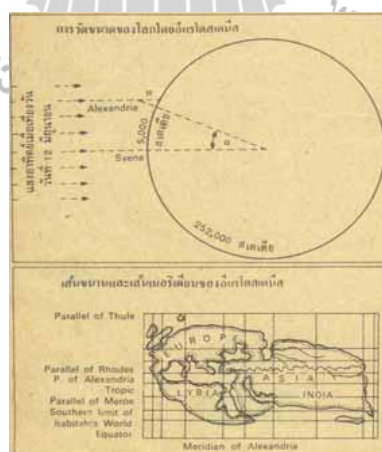 การวัดขนาดของโลกโดยอีแรโตสเตนีส
แสงอาทิตย์เมื่อเที่ยงวัน
วันที่ 12 มิถุนายน
Alexandria
α
5,000
สเตเดีย
α
Syene
252,000 สเตเดีย
เส้นขนานและเส้นเมอริเดียนของอีแรโตสเตนีส
Parallel of Thule
EUROPE
Parallel of Rhodes
P. of Alexandria
ASIA
Tropic
LYBIA
INDIA
Parallel of Meroe
Southern limit of
habitable World
Equator
Meridian of Alexandria